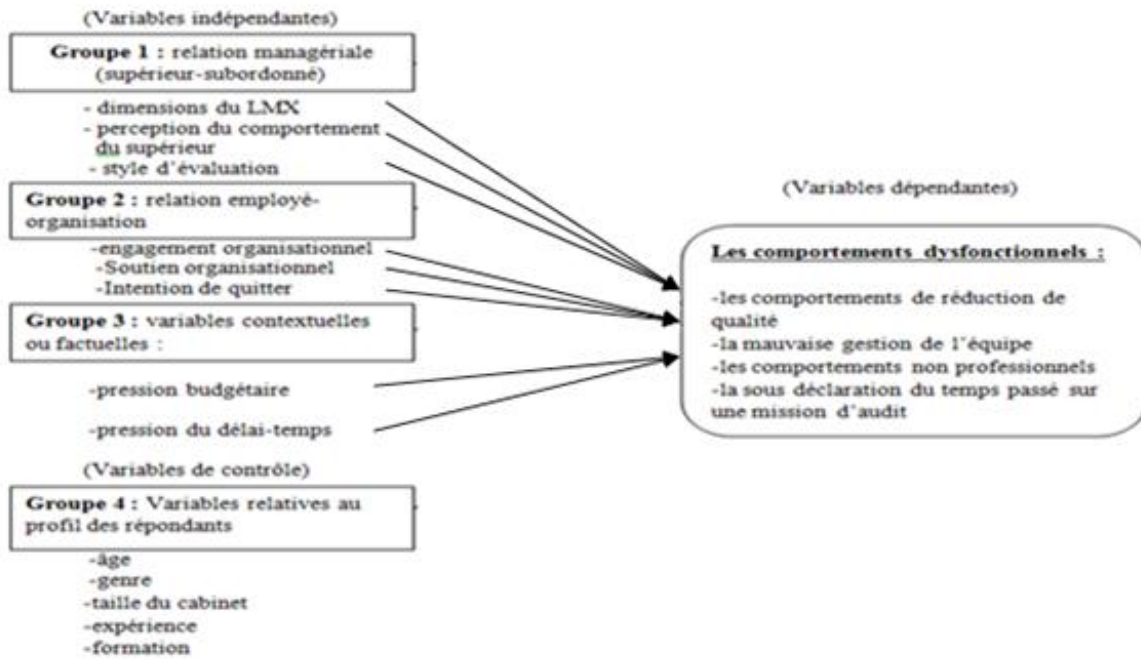 (Variables indépendantes)
Groupe 1 : relation managériale
(supérieur-subordonné)
- dimensions du LMX
- perception du comportement
du supérieur
- style d'évaluation
Groupe 2 : relation employé-
organisation
-engagement organisationnel
-Soutien organisationnel
-Intention de quitter
Groupe 3 : variables contextuelles
ou factuelles :
-pression budgétaire
-pression du délai-temps
(Variables de contrôle)
Groupe 4 : Variables relatives au
profil des répondants
-âge
-genre
-taille du cabinet
-expérience
-formation
(Variables dépendantes)
Les comportements dysfonctionnels :
-les comportements de réduction de
qualité
-la mauvaise gestion de l'équipe
-les comportements non professionnels
-la sous déclaration du temps passé sur
une mission d'audit